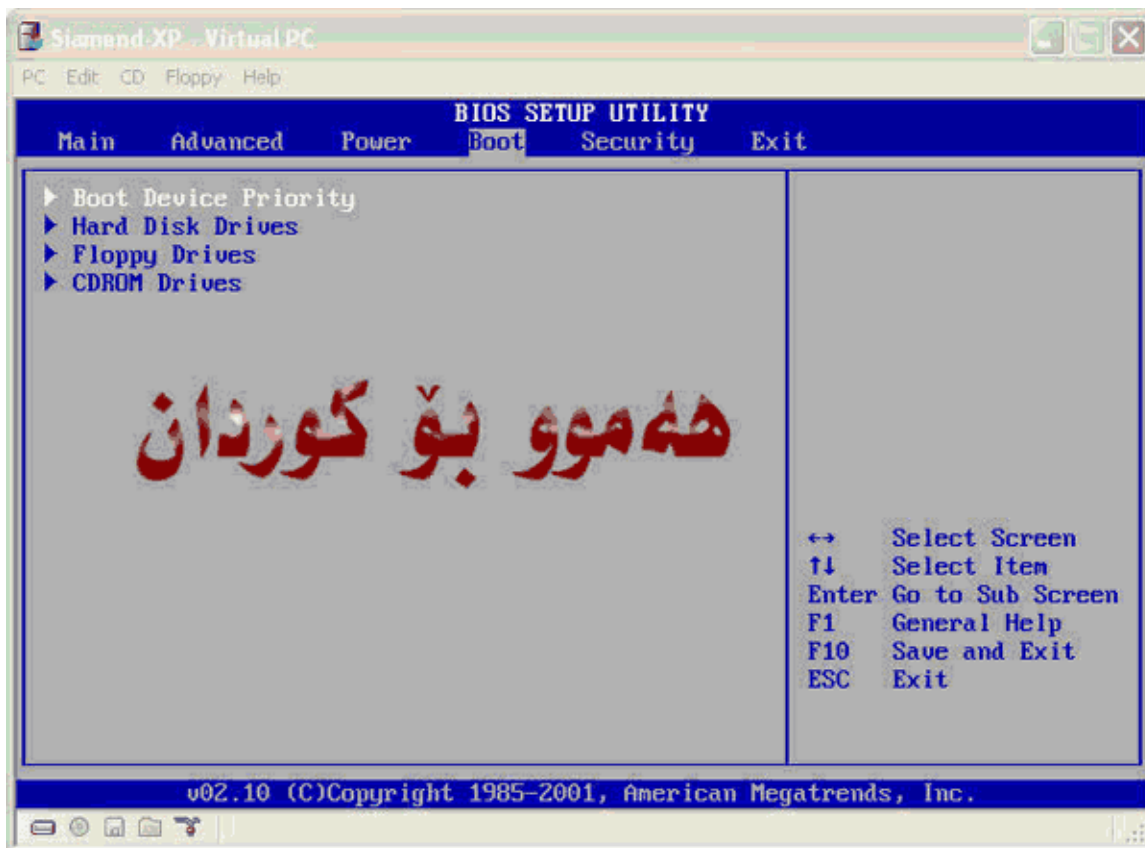 Siamend-XP - Virtual PC
PC Edit CD Floppy Help
BIOS SETUP UTILITY
Main Advanced Power Boot Security Exit
Boot Device Priority
Hard Disk Drives
Floppy Drives
CDROM Drives
هەموو بۆ کوردان
↔ Select Screen
↑↓ Select Item
Enter Go to Sub Screen
F1 General Help
F10 Save and Exit
ESC Exit
v02.10 (C)Copyright 1985-2001, American Megatrends, Inc.